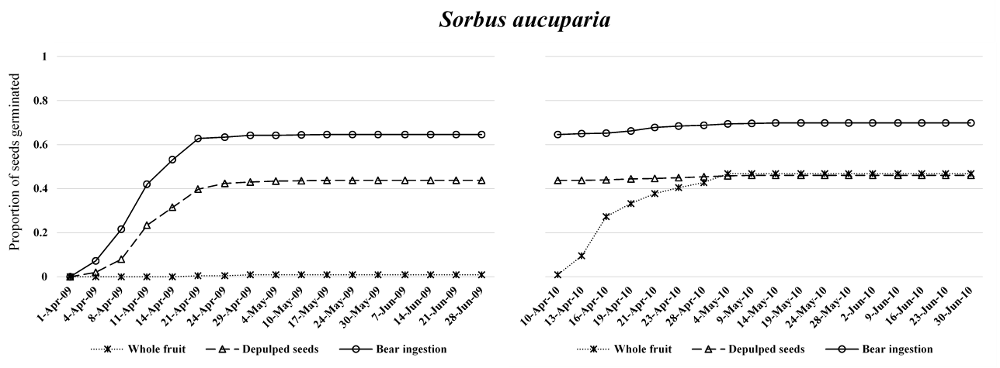 Sorbus aucuparia
Proportion of seeds germinated
1
0.8
0.6
0.4
0.2
0
1-Apr-09
4-Apr-09
8-Apr-09
11-Apr-09
14-Apr-09
21-Apr-09
24-Apr-09
29-Apr-09
4-May-09
10-May-09
17-May-09
24-May-09
30-May-09
7-Jun-09
14-Jun-09
21-Jun-09
28-Jun-09
Whole fruit Depulped seeds Bear ingestion
10-Apr-10
13-Apr-10
16-Apr-10
19-Apr-10
21-Apr-10
23-Apr-10
28-Apr-10
4-May-10
9-May-10
14-May-10
19-May-10
24-May-10
28-May-10
2-Jun-10
9-Jun-10
16-Jun-10
23-Jun-10
30-Jun-10
Whole fruit Depulped seeds Bear ingestion